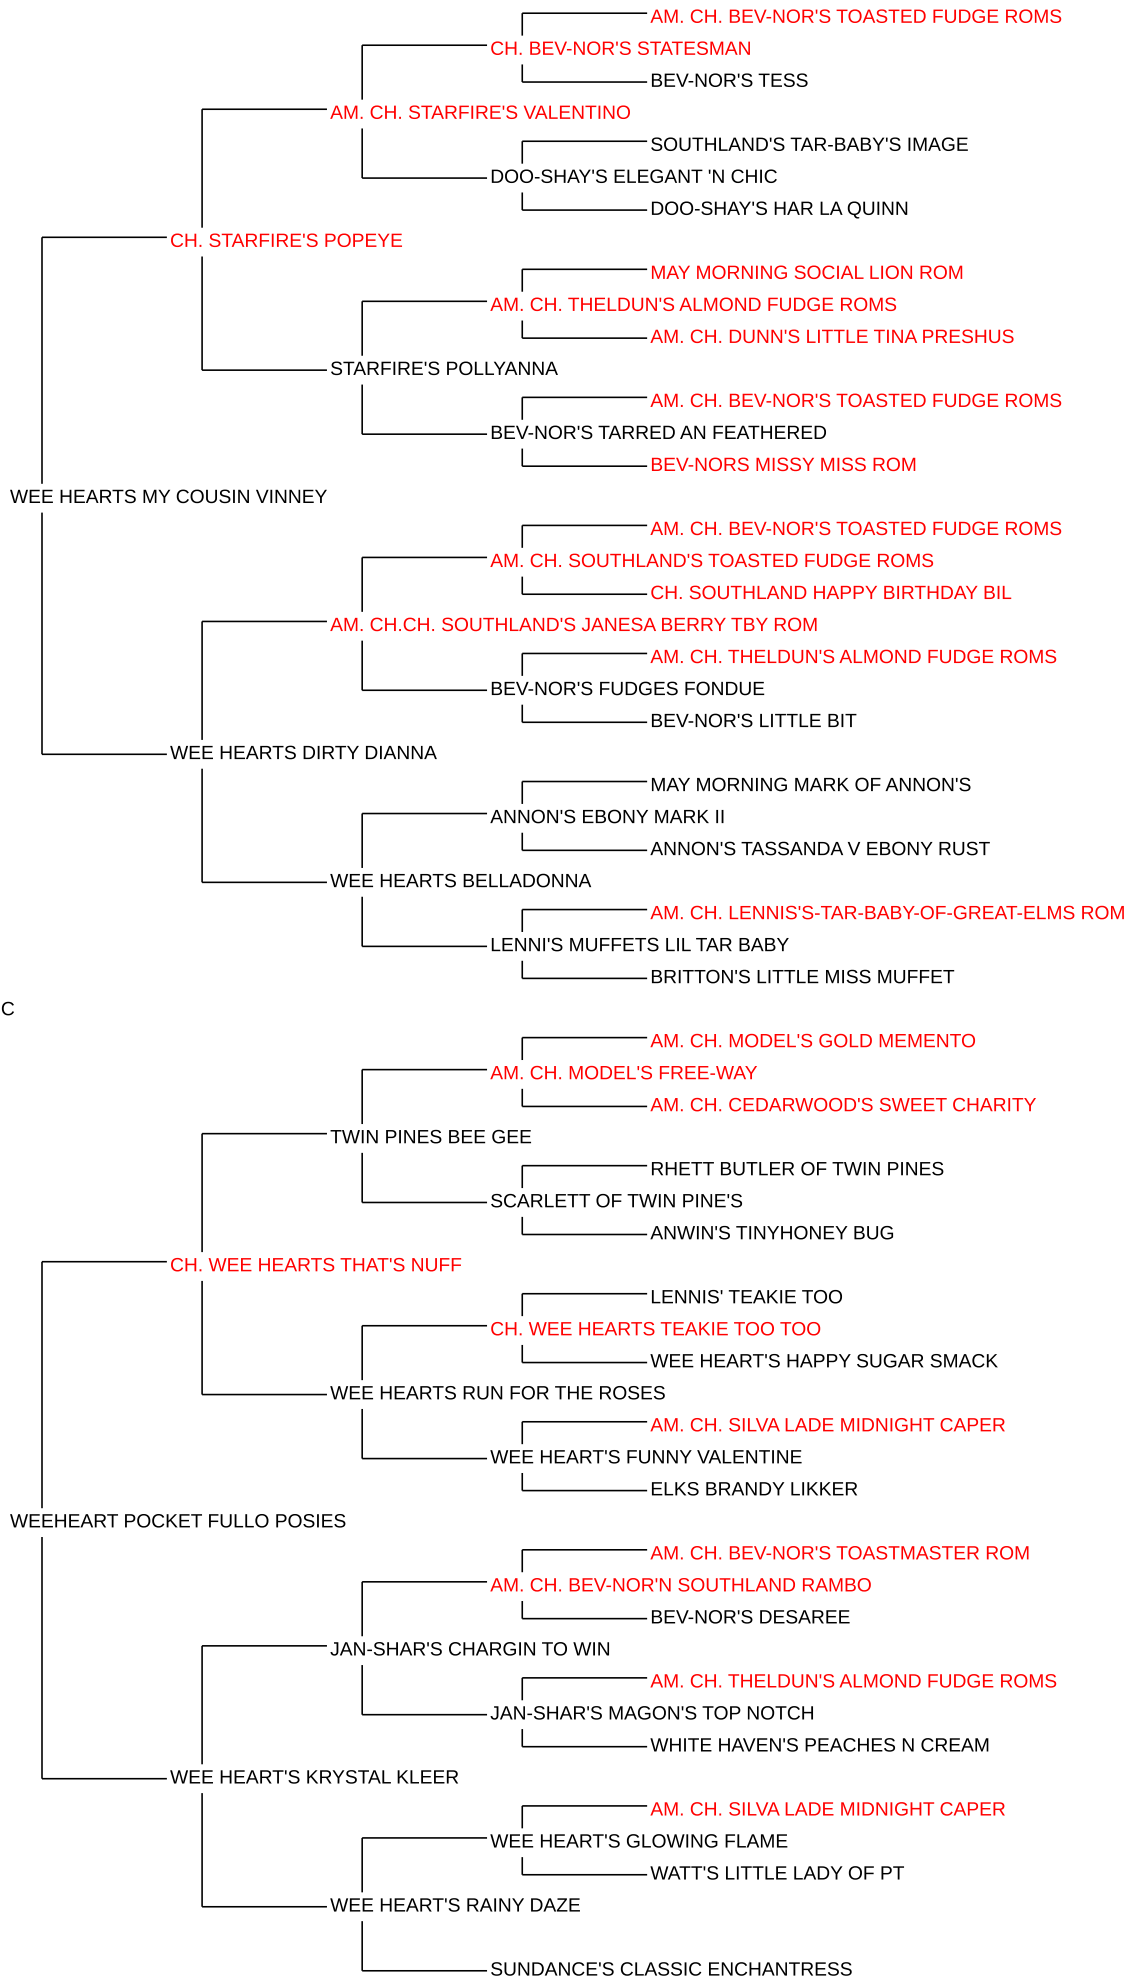 AM. CH. BEV-NOR'S TOASTED FUDGE ROMS
CH. BEV-NOR'S STATESMAN
BEV-NOR'S TESS
AM. CH. STARFIRE'S VALENTINO
SOUTHLAND'S TAR-BABY'S IMAGE
DOO-SHAY'S ELEGANT 'N CHIC
DOO-SHAY'S HAR LA QUINN
CH. STARFIRE'S POPEYE
MAY MORNING SOCIAL LION ROM
AM. CH. THELDUN'S ALMOND FUDGE ROMS
AM. CH. DUNN'S LITTLE TINA PRESHUS
STARFIRE'S POLLYANNA
AM. CH. BEV-NOR'S TOASTED FUDGE ROMS
BEV-NOR'S TARRED AN FEATHERED
BEV-NORS MISSY MISS ROM
WEE HEARTS MY COUSIN VINNEY
AM. CH. BEV-NOR'S TOASTED FUDGE ROMS
AM. CH. SOUTHLAND'S TOASTED FUDGE ROMS
CH. SOUTHLAND HAPPY BIRTHDAY BIL
AM. CH.CH. SOUTHLAND'S JANESA BERRY TBY ROM
AM. CH. THELDUN'S ALMOND FUDGE ROMS
BEV-NOR'S FUDGES FONDUE
BEV-NOR'S LITTLE BIT
WEE HEARTS DIRTY DIANNA
MAY MORNING MARK OF ANNON'S
ANNON'S EBONY MARK II
ANNON'S TASSANDA V EBONY RUST
WEE HEARTS BELLADONNA
AM. CH. LENNIS'S-TAR-BABY-OF-GREAT-ELMS ROM
LENNI'S MUFFETS LIL TAR BABY
BRITTON'S LITTLE MISS MUFFET
C
AM. CH. MODEL'S GOLD MEMENTO
AM. CH. MODEL'S FREE-WAY
AM. CH. CEDARWOOD'S SWEET CHARITY
TWIN PINES BEE GEE
RHETT BUTLER OF TWIN PINES
SCARLETT OF TWIN PINE'S
ANWIN'S TINYHONEY BUG
CH. WEE HEARTS THAT'S NUFF
LENNIS' TEAKIE TOO
CH. WEE HEARTS TEAKIE TOO TOO
WEE HEART'S HAPPY SUGAR SMACK
WEE HEARTS RUN FOR THE ROSES
AM. CH. SILVA LADE MIDNIGHT CAPER
WEE HEART'S FUNNY VALENTINE
ELKS BRANDY LIKKER
WEEHEART POCKET FULLO POSIES
AM. CH. BEV-NOR'S TOASTMASTER ROM
AM. CH. BEV-NOR'N SOUTHLAND RAMBO
BEV-NOR'S DESAREE
JAN-SHAR'S CHARGIN TO WIN
AM. CH. THELDUN'S ALMOND FUDGE ROMS
JAN-SHAR'S MAGON'S TOP NOTCH
WHITE HAVEN'S PEACHES N CREAM
WEE HEART'S KRYSTAL KLEER
AM. CH. SILVA LADE MIDNIGHT CAPER
WEE HEART'S GLOWING FLAME
WATT'S LITTLE LADY OF PT
WEE HEART'S RAINY DAZE
SUNDANCE'S CLASSIC ENCHANTRESS